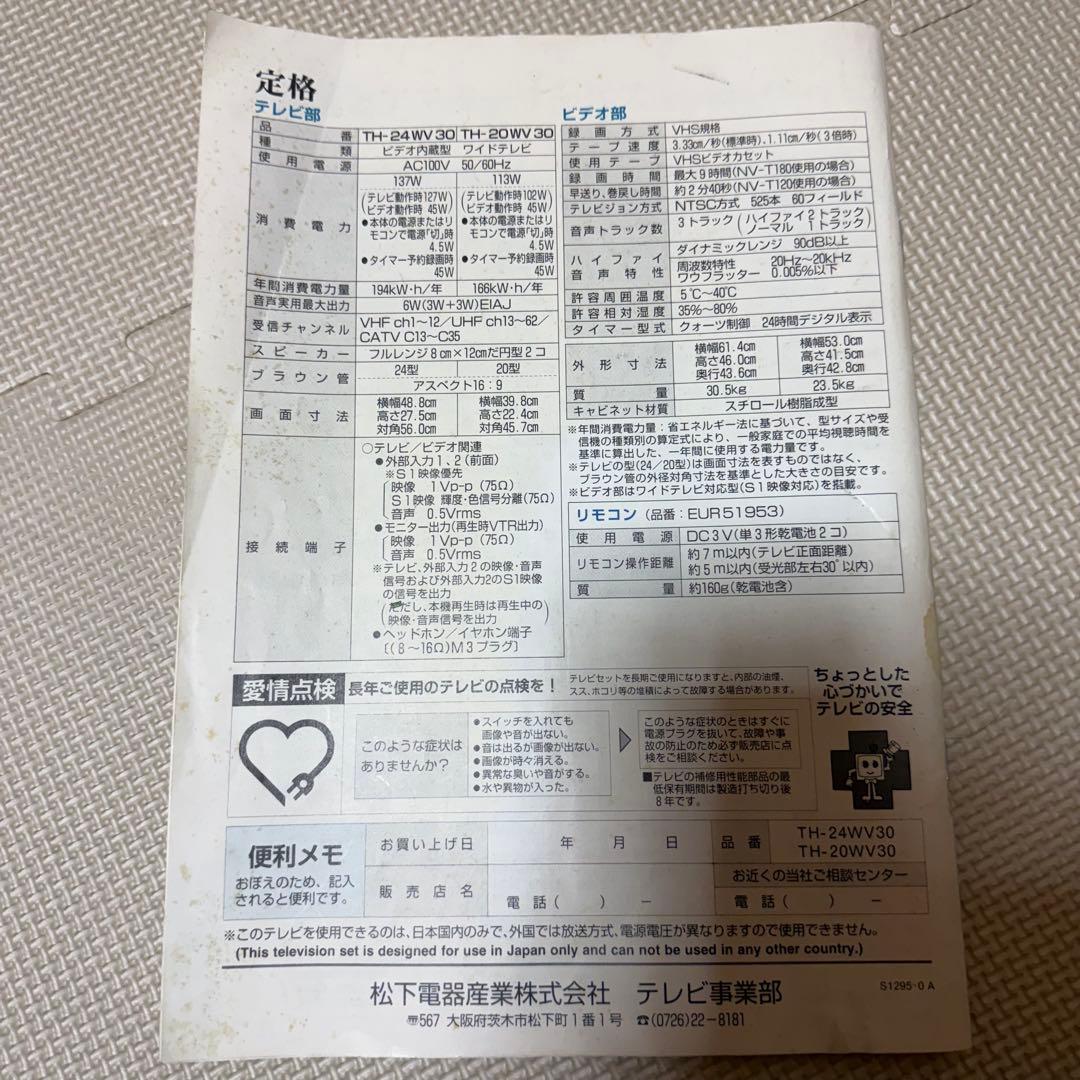 定格
テレビ部
品番 TH-24WV30 TH-20WV30
種類 ビデオ内蔵型 ワイドテレビ
使用電源 AC100V 50/60Hz
消費電力
137W
(テレビ動作時127W
ビデオ動作時 45W)
●本体の電源またはリモコンで電源「切」時
4.5W
●タイマー予約録画時
45W
113W
(テレビ動作時102W
ビデオ動作時 45W)
●本体の電源またはリモコンで電源「切」時
4.5W
●タイマー予約録画時
45W
年間消費電力量 194kW・h/年 166kW・h/年
音声実用最大出力 6W(3W+3W)EIAJ
受信チャンネル VHF ch1～12/UHF ch13～62/
CATV C13～C35
スピーカー フルレンジ8cm×12cmだ円型2コ
ブラウン管 24型 20型
アスペクト16:9
画面寸法
横幅48.8cm
高さ27.5cm
対角56.0cm
横幅39.8cm
高さ22.4cm
対角45.7cm
接続端子
○テレビ/ビデオ関連
●外部入力1、2(前面)
※S1映像優先
映像 1Vp-p (75Ω)
S1映像 輝度・色信号分離(75Ω)
音声 0.5Vrms
●モニター出力(再生時VTR出力)
映像 1Vp-p (75Ω)
音声 0.5Vrms
※テレビ、外部入力2の映像・音声
信号および外部入力2のS1映像
の信号を出力
(ただし、本機再生時は再生中の
映像・音声信号を出力)
●ヘッドホン/イヤホン端子
[(8～16Ω)M3プラグ]
ビデオ部
録画方式 VHS規格
テープ速度 3.33cm/秒(標準時)、1.11cm/秒(3倍時)
使用テープ VHSビデオカセット
録画時間 最大9時間(NV-T180使用の場合)
早送り、巻戻し時間 約2分40秒(NV-T120使用の場合)
テレビジョン方式 NTSC方式 525本 60フィールド
音声トラック数 3トラック(ハイファイ2トラック
ノーマル 1トラック)
ハイファイ
音声特性
ダイナミックレンジ 90dB以上
周波数特性 20Hz～20kHz
ワウフラッター 0.005%以下
許容周囲温度 5℃～40℃
許容相対湿度 35%～80%
タイマー型式 クォーツ制御 24時間デジタル表示
外形寸法
横幅61.4cm
高さ46.0cm
奥行43.6cm
横幅53.0cm
高さ41.5cm
奥行42.8cm
質量 30.5kg 23.5kg
キャビネット材質 スチロール樹脂成型
※年間消費電力量:省エネルギー法に基づいて、型サイズや受
信機の種類別の算定式により、一般家庭での平均視聴時間を
基準に算出した、一年間に使用する電力量です。
※テレビの型(24/20型)は画面寸法を表すものではなく、
ブラウン管の外径対角寸法を基準とした大きさの目安です。
※ビデオ部はワイドテレビ対応型(S1映像対応)を搭載。
リモコン (品番:EUR51953)
使用電源 DC3V(単3形乾電池2コ)
リモコン操作距離 約7m以内(テレビ正面距離)
約5m以内(受光部左右30°以内)
質量 約160g(乾電池含)
愛情点検
長年ご使用のテレビの点検を!
テレビセットを長期ご使用になりますと、内部の油煙、
スス、ホコリ等の堆積によって故障する場合があります。
このような症状は
ありませんか?
●スイッチを入れても
画像や音が出ない。
●音は出るが画像が出ない。
●画像が時々消える。
●異常な臭いや音がする。
●水や異物が入った。
このような症状のときはすぐに
電源プラグを抜いて、故障や事
故の防止のため必ず販売店に点
検をご相談ください。
■テレビの補修用性能部品の最
低保有期間は製造打ち切り後
8年です。
ちょっとした
心づかいで
テレビの安全
便利メモ
おぼえのため、記入
されると便利です。
お買い上げ日 年 月 日
品番 TH-24WV30
TH-20WV30
販売店名 電話( ) −
お近くの当社ご相談センター
電話( ) −
※このテレビを使用できるのは、日本国内のみで、外国では放送方式、電源電圧が異なりますので使用できません。
(This television set is designed for use in Japan only and can not be used in any other country.)
松下電器産業株式会社 テレビ事業部
〠567 大阪府茨木市松下町1番1号 ☎(0726)22−8181
S1295-0 A